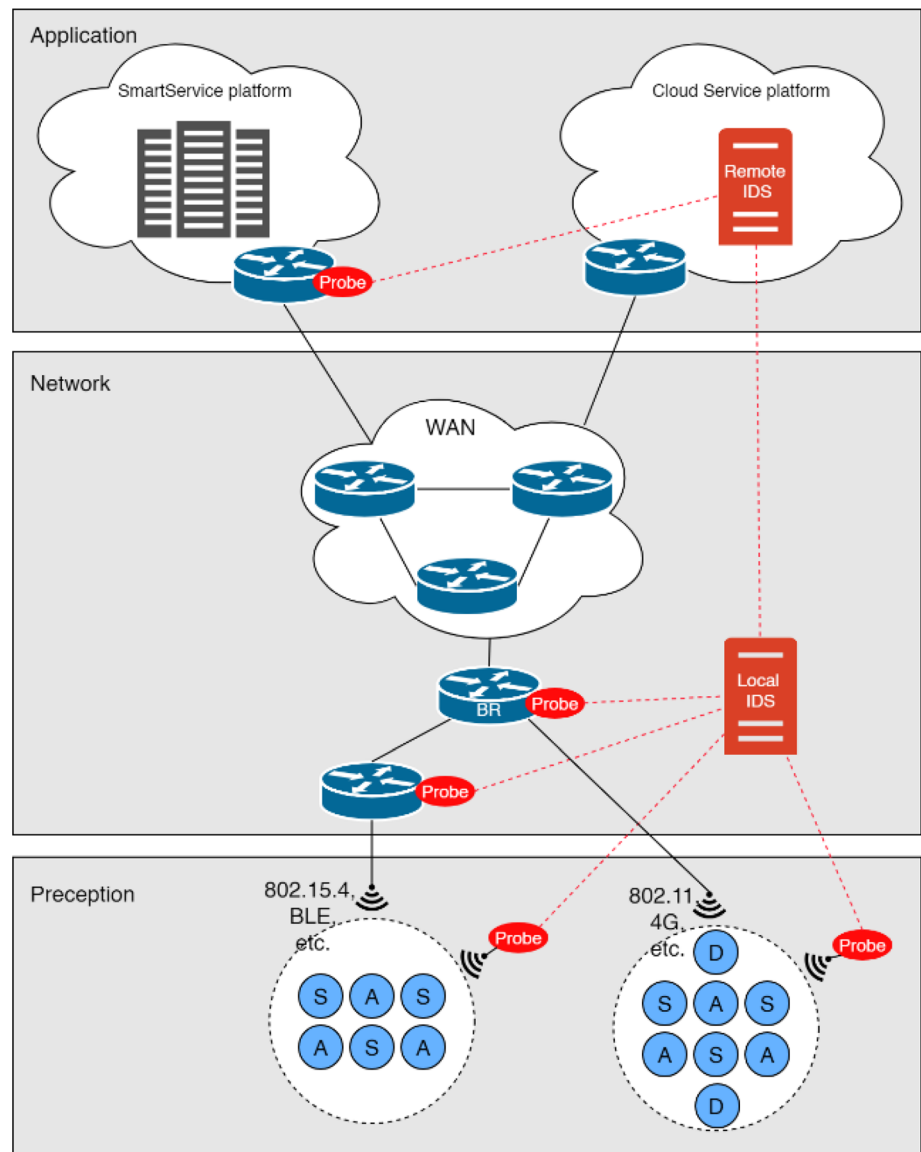 Application
SmartService platform
Cloud Service platform
Remote
IDS
Probe
Network
WAN
Local
IDS
BR
Probe
Probe
Preception
802.15.4,
BLE,
etc.
802.11,
4G,
etc.
Probe
Probe
D
S A S
S A S
A S A
A S A
D